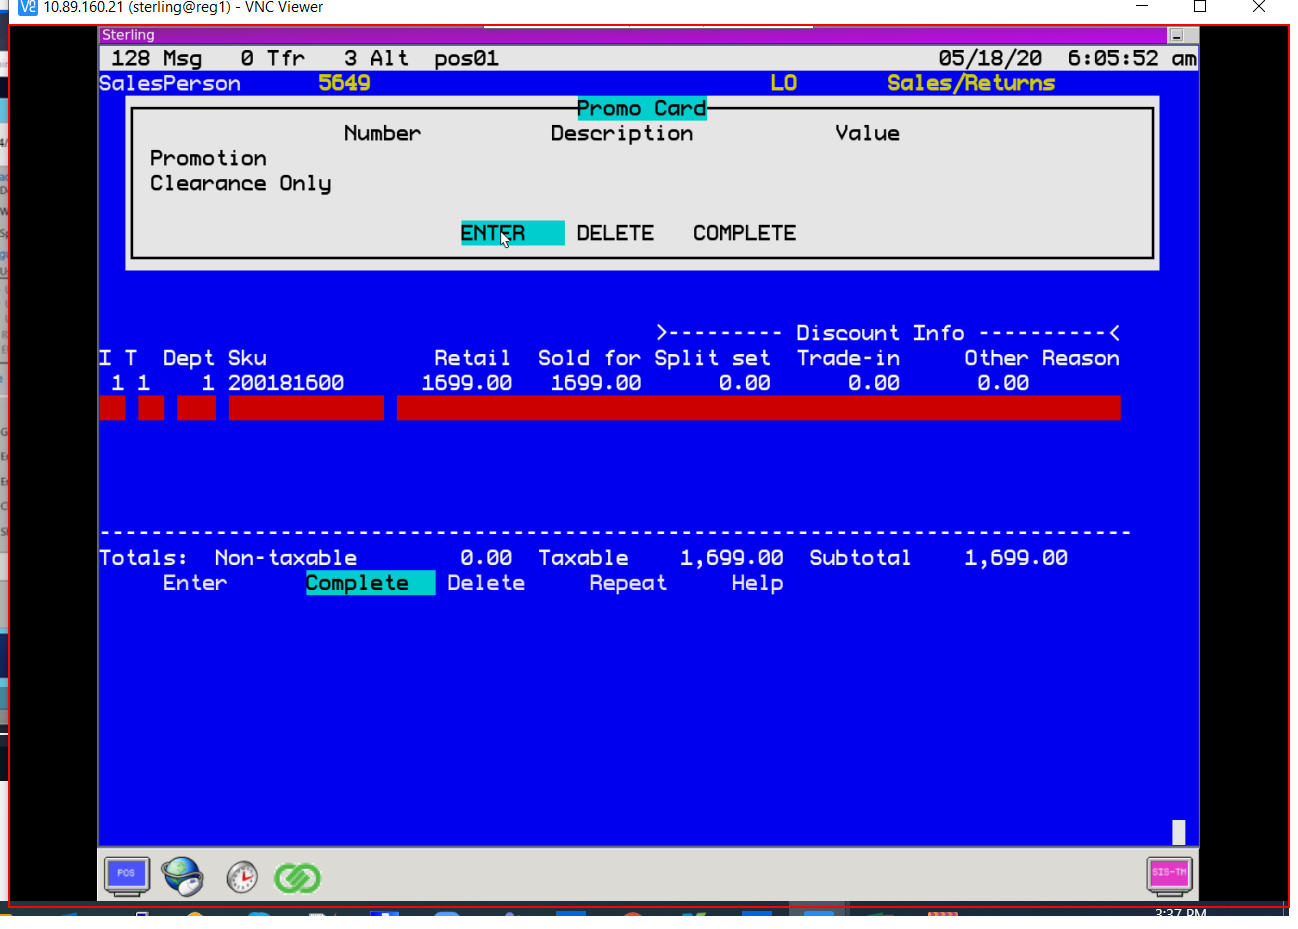 10.89.160.21 (sterling@reg1) - VNC Viewer
Sterling
128 Msg 0 Tfr 3 Alt pos01 05/18/20 6:05:52 am
SalesPerson 5649 LO Sales/Returns
Promo Card
Number Description Value
Promotion
Clearance Only
ENTER DELETE COMPLETE
>--------- Discount Info ----------<
I T Dept Sku Retail Sold for Split set Trade-in Other Reason
1 1 1 200181600 1699.00 1699.00 0.00 0.00 0.00
Totals: Non-taxable 0.00 Taxable 1,699.00 Subtotal 1,699.00
Enter Complete Delete Repeat Help
POS
SIS-TM
3:37 PM